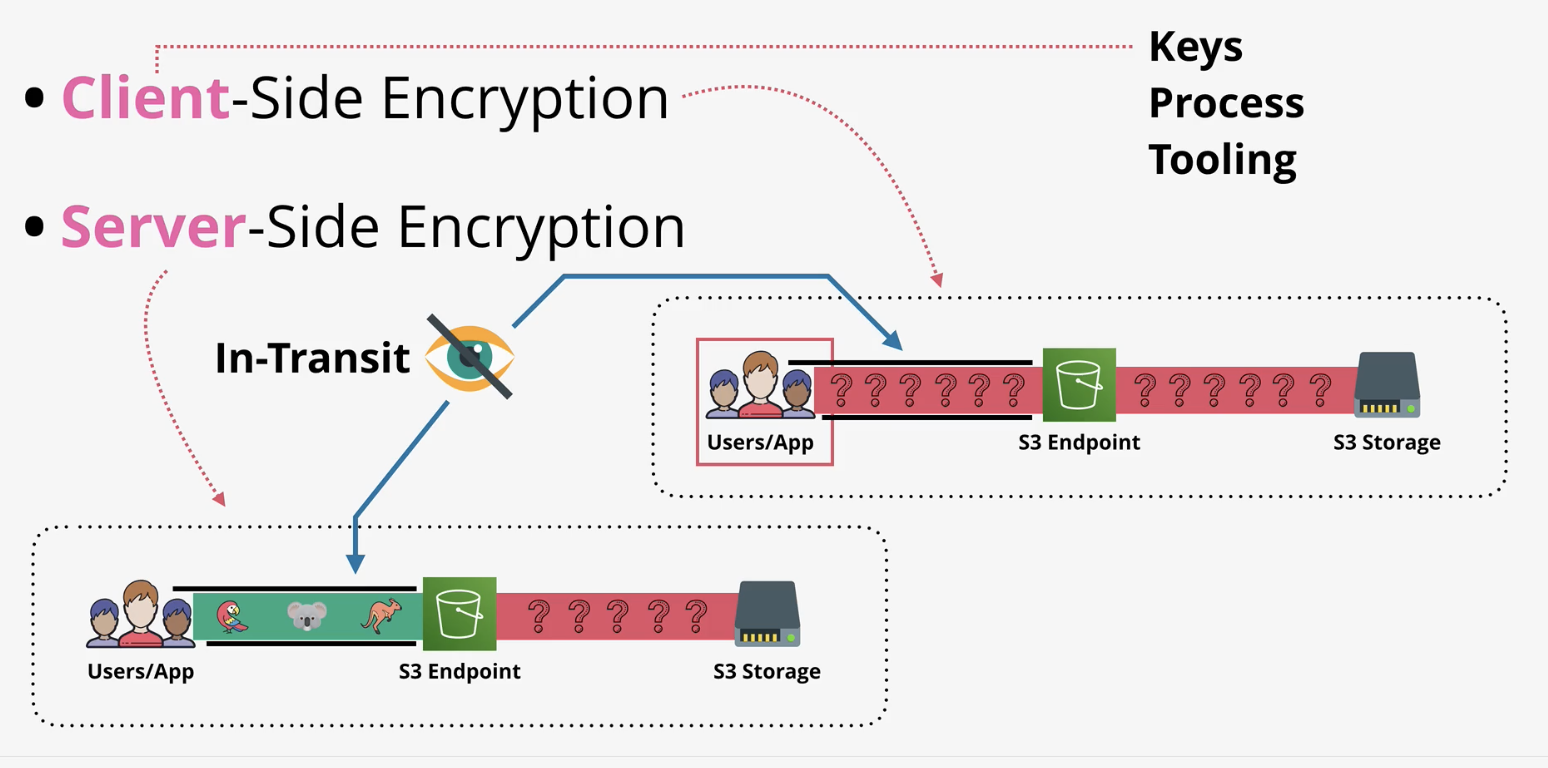 • Client-Side Encryption
Keys
Process
Tooling
• Server-Side Encryption
In-Transit
? ? ? ? ? ?
? ? ? ? ? ?
Users/App
S3 Endpoint
S3 Storage
? ? ? ? ?
Users/App
S3 Endpoint
S3 Storage